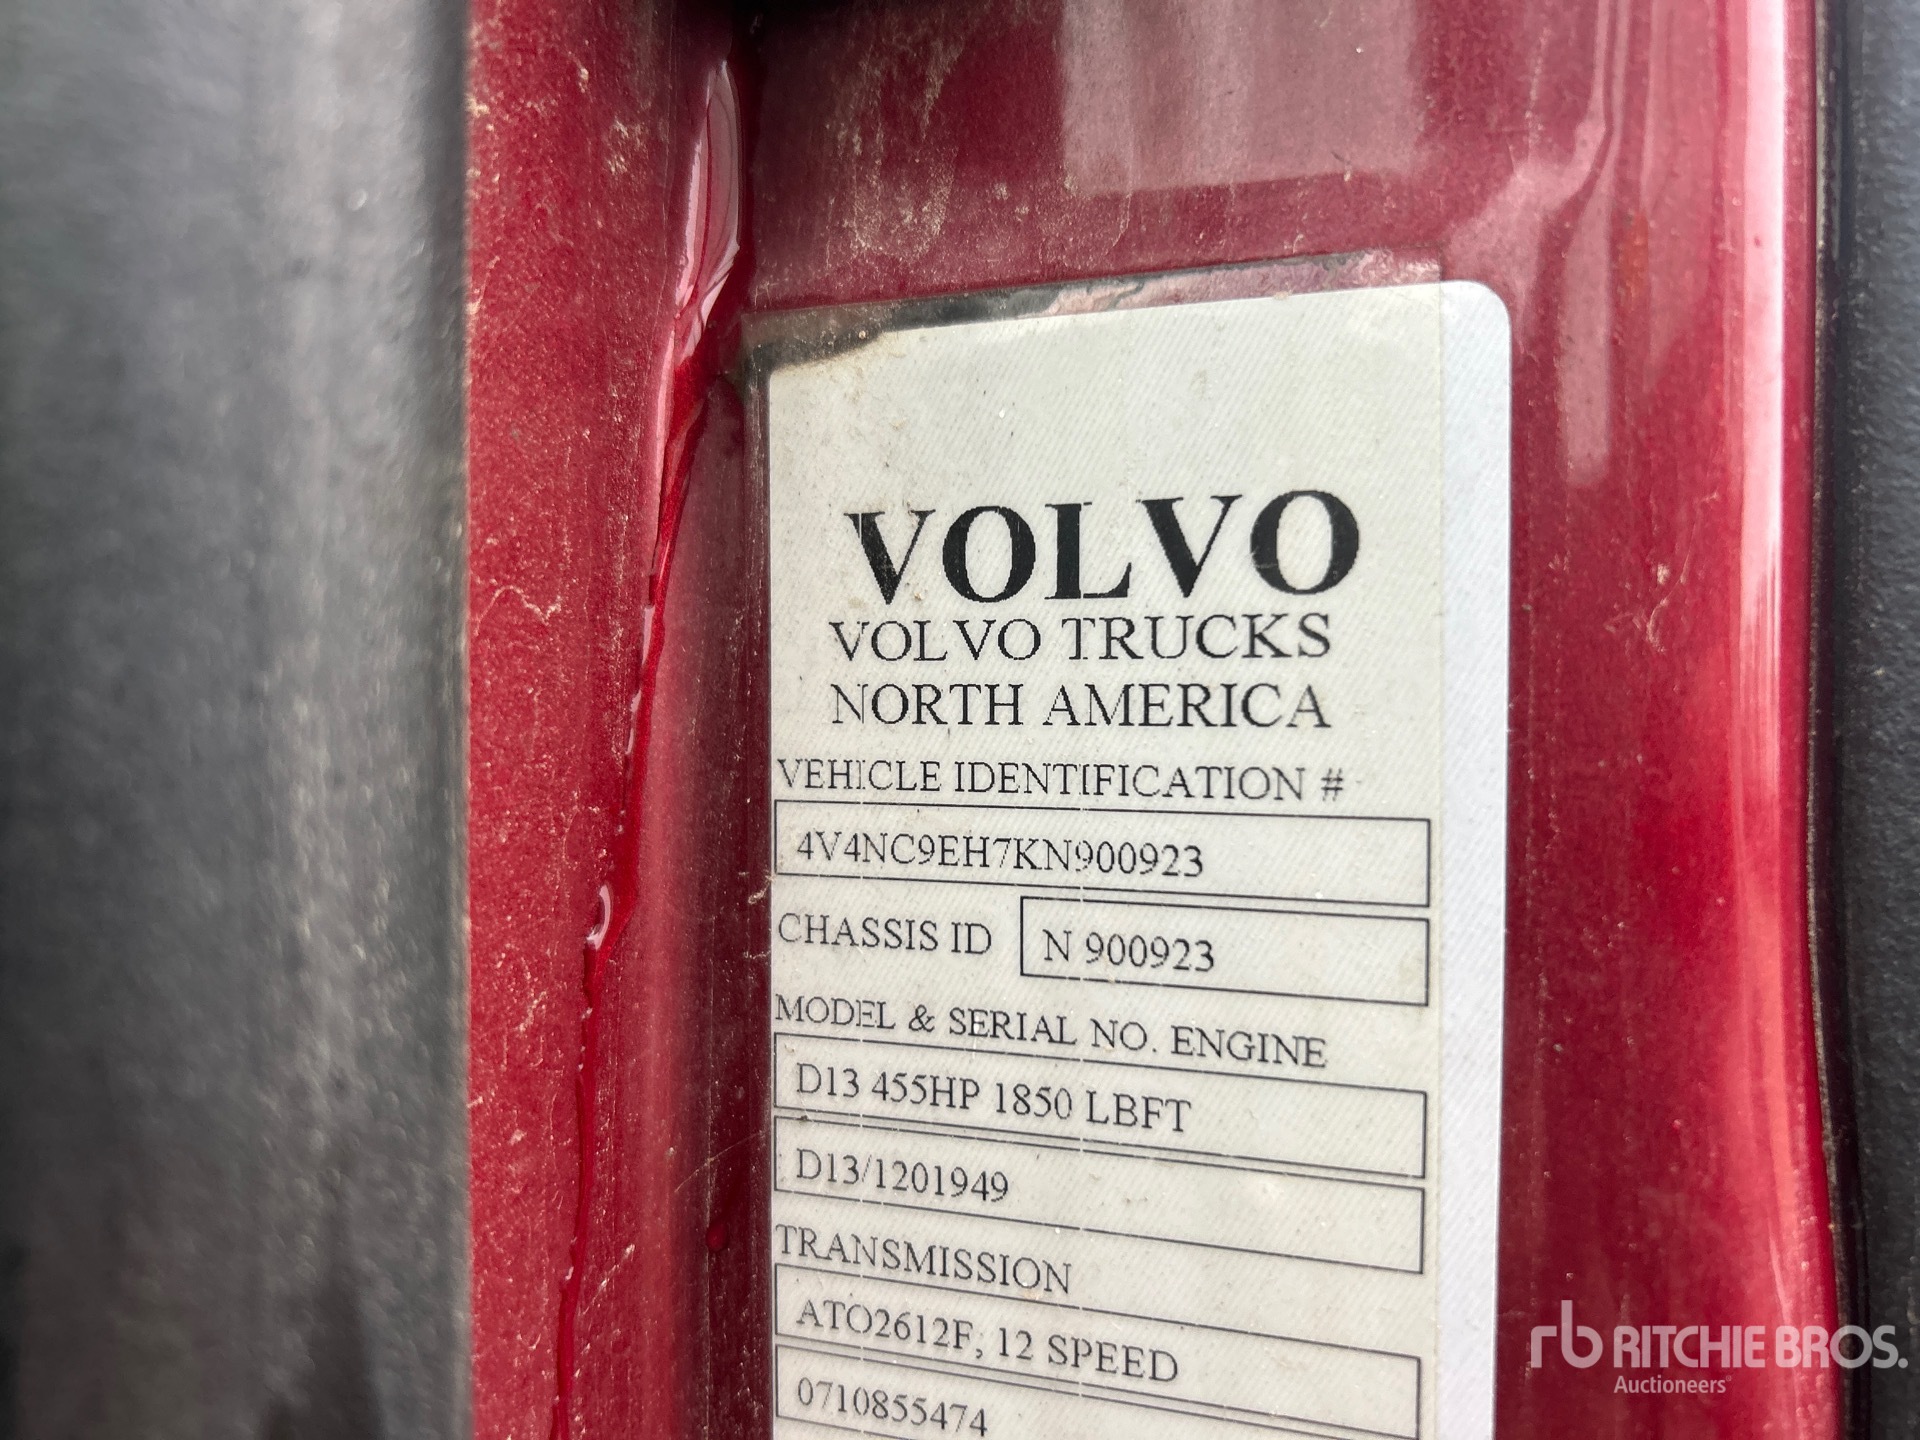 VOLVO
VOLVO TRUCKS
NORTH AMERICA
VEHICLE IDENTIFICATION #
4V4NC9EH7KN900923
CHASSIS ID N 900923
MODEL & SERIAL NO. ENGINE
D13 455HP 1850 LBFT
D13/1201949
TRANSMISSION
ATO2612F; 12 SPEED
0710855474
rb RITCHIE BROS.
Auctioneers